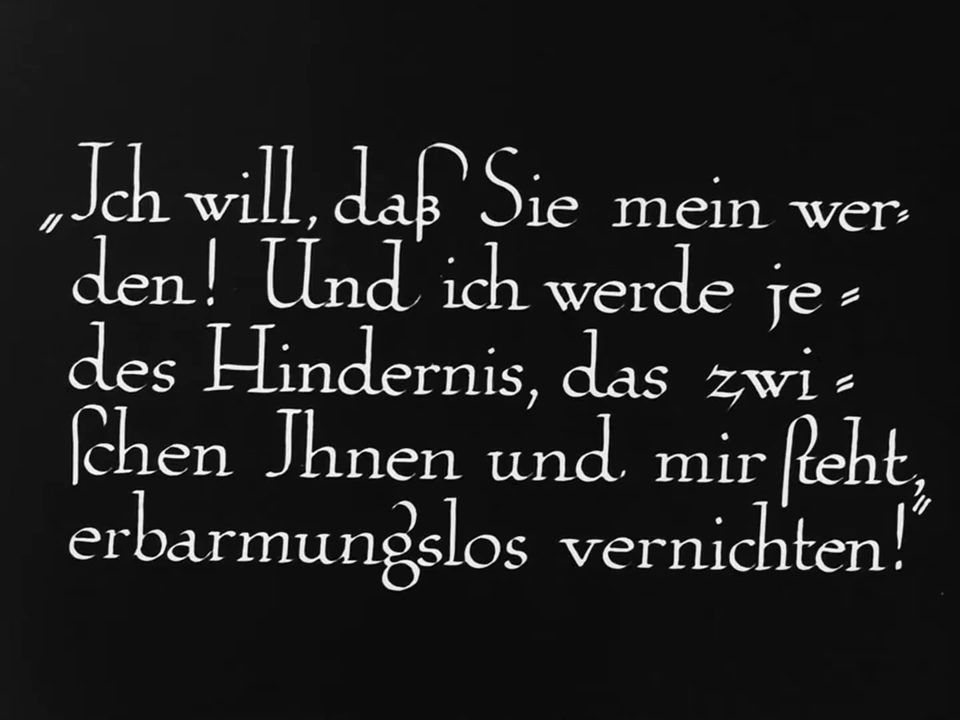 „Ich will, daß Sie mein wer⸗
den! Und ich werde je⸗
des Hindernis, das zwi⸗
ſchen Ihnen und mir ſteht,
erbarmungslos vernichten!“